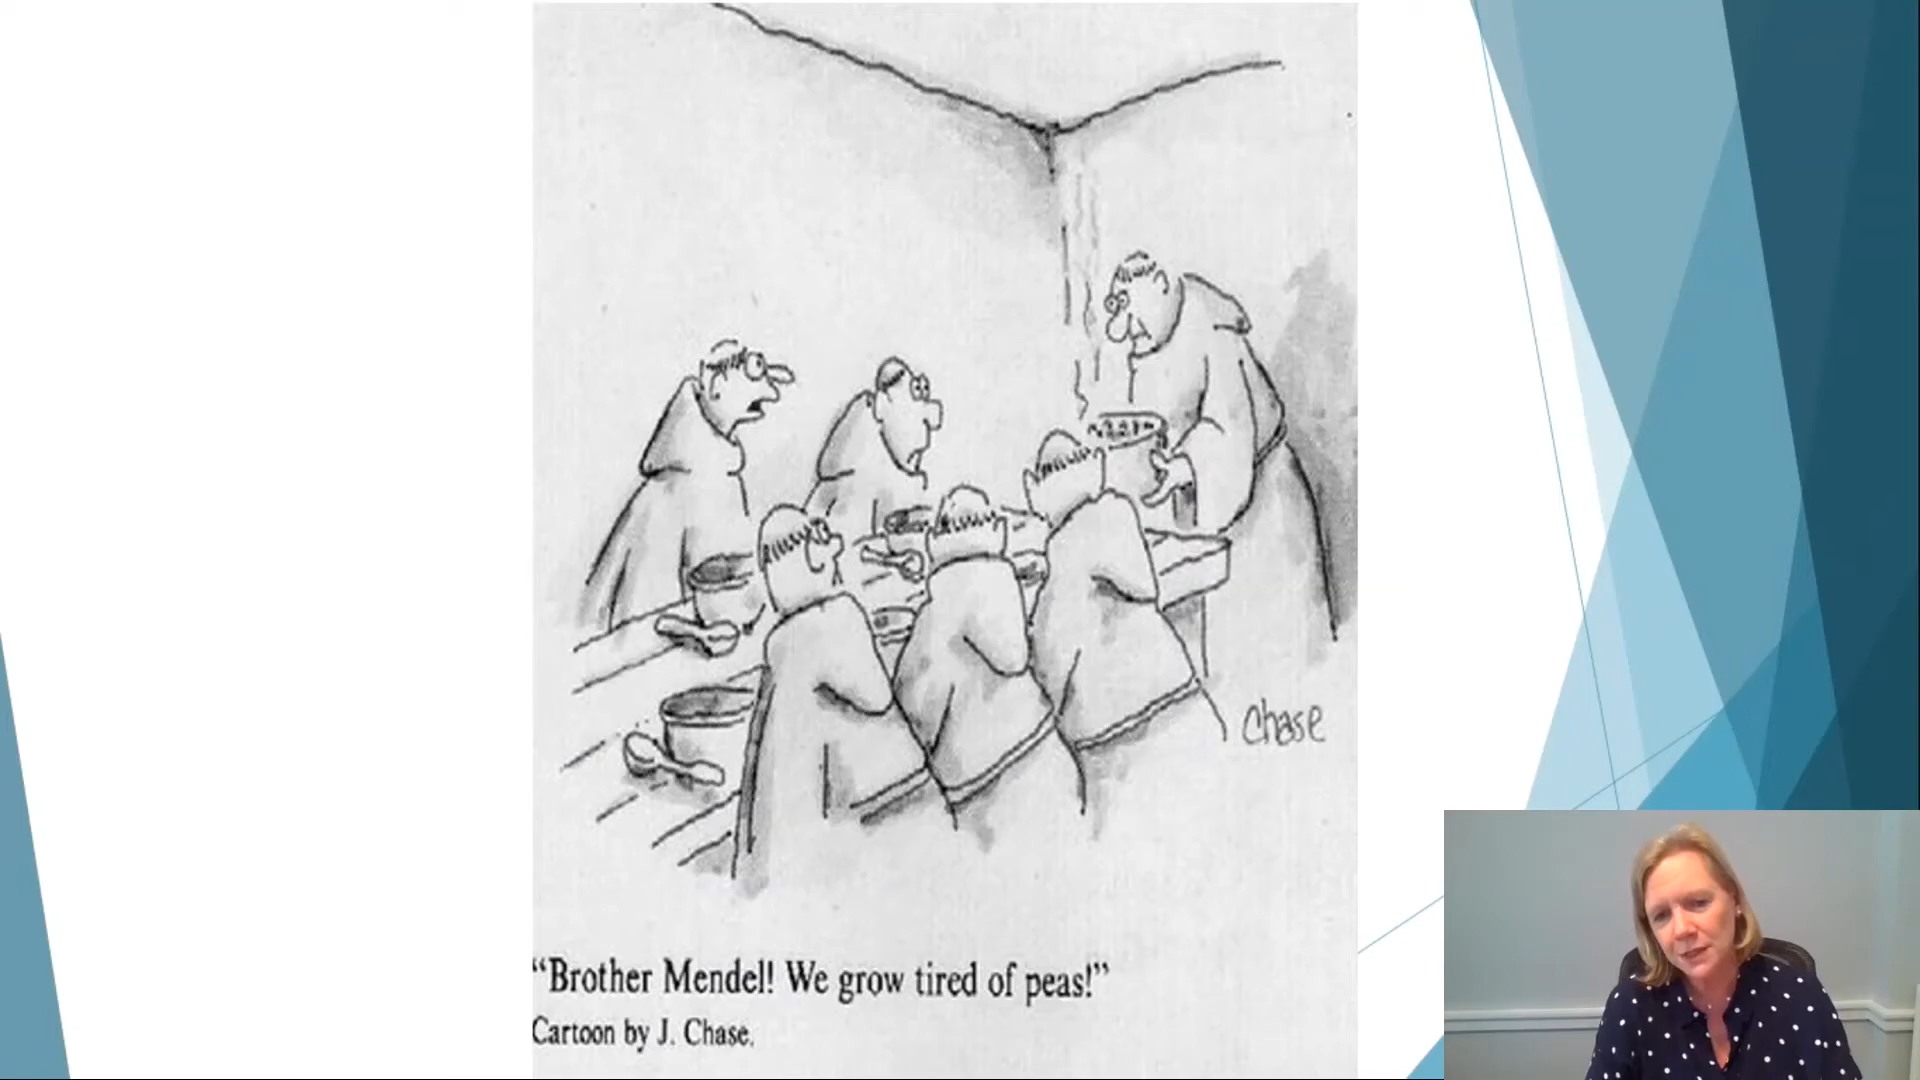 Chase
“Brother Mendel! We grow tired of peas!”
Cartoon by J. Chase.